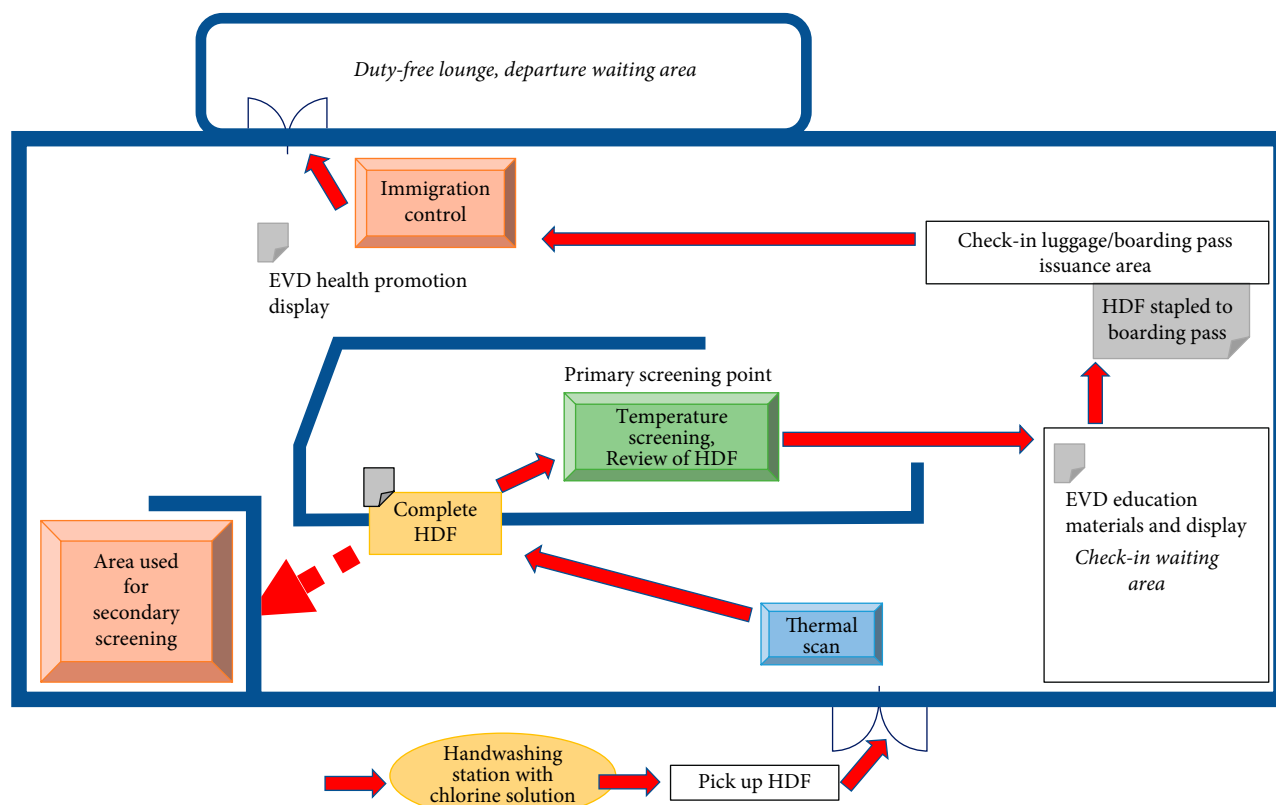 Duty-free lounge, departure waiting area
Immigration
control
EVD health promotion
display
Check-in luggage/boarding pass
issuance area
HDF stapled to
boarding pass
Primary screening point
Temperature
screening,
Review of HDF
Complete
HDF
EVD education
materials and display
Check-in waiting
area
Area used
for
secondary
screening
Thermal
scan
Handwashing
station with
chlorine solution
Pick up HDF